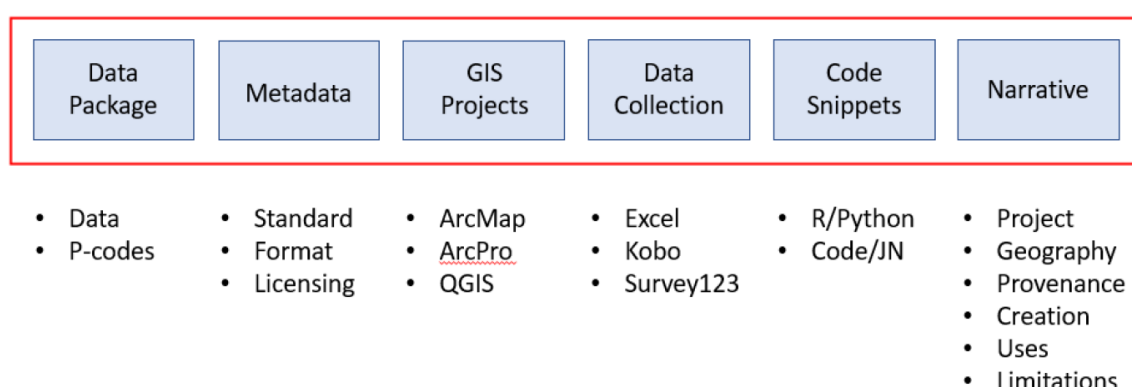 Data
Package
Metadata
GIS
Projects
Data
Collection
Code
Snippets
Narrative
• Data
• P-codes
• Standard
• Format
• Licensing
• ArcMap
• ArcPro
• QGIS
• Excel
• Kobo
• Survey123
• R/Python
• Code/JN
• Project
• Geography
• Provenance
• Creation
• Uses
• Limitations